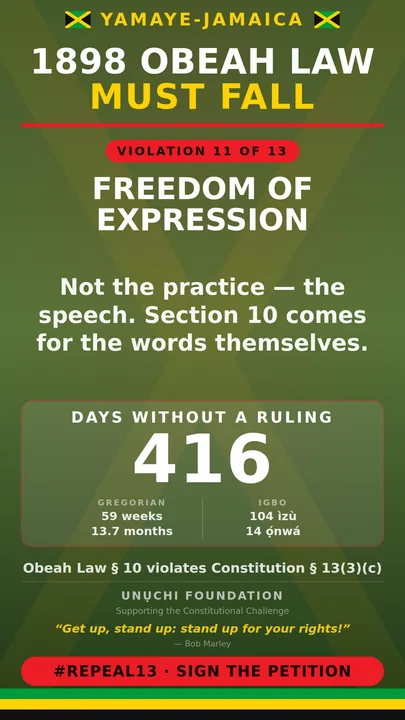 YAMAYE-JAMAICA
1898 OBEAH LAW
MUST FALL
VIOLATION 11 OF 13
FREEDOM OF
EXPRESSION
Not the practice — the
speech. Section 10 comes
for the words themselves.
DAYS WITHOUT A RULING
416
GREGORIAN
59 weeks
13.7 months
IGBO
104 ìzù
14 ọ́nwá
Obeah Law § 10 violates Constitution § 13(3)(c)
UNỤCHI FOUNDATION
Supporting the Constitutional Challenge
“Get up, stand up: stand up for your rights!”
— Bob Marley
#REPEAL13 · SIGN THE PETITION